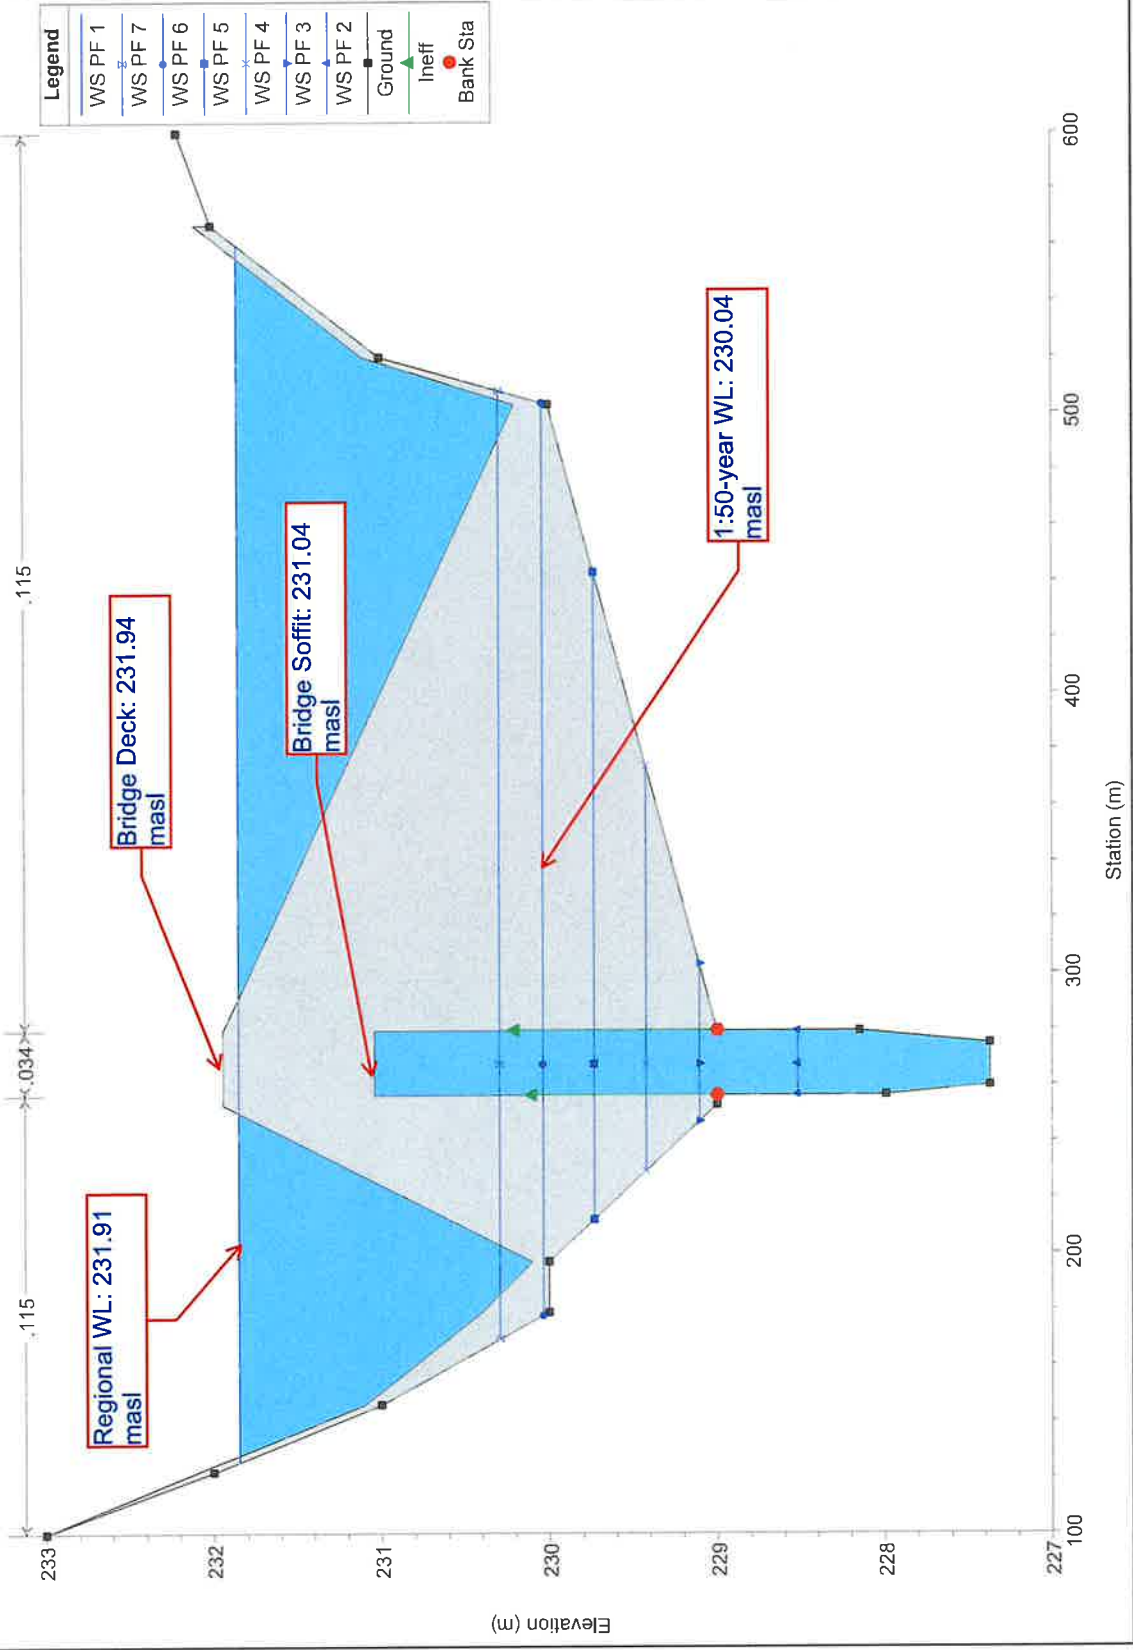 .115
.034
.115
Legend
WS PF 1
WS PF 7
WS PF 6
WS PF 5
WS PF 4
WS PF 3
WS PF 2
Ground
Ineff
Bank Sta
Regional WL: 231.91
masl
Bridge Deck: 231.94
masl
Bridge Soffit: 231.04
masl
1:50-year WL: 230.04
masl
Elevation (m)
233
232
231
230
229
228
227
100
200
300
400
500
600
Station (m)